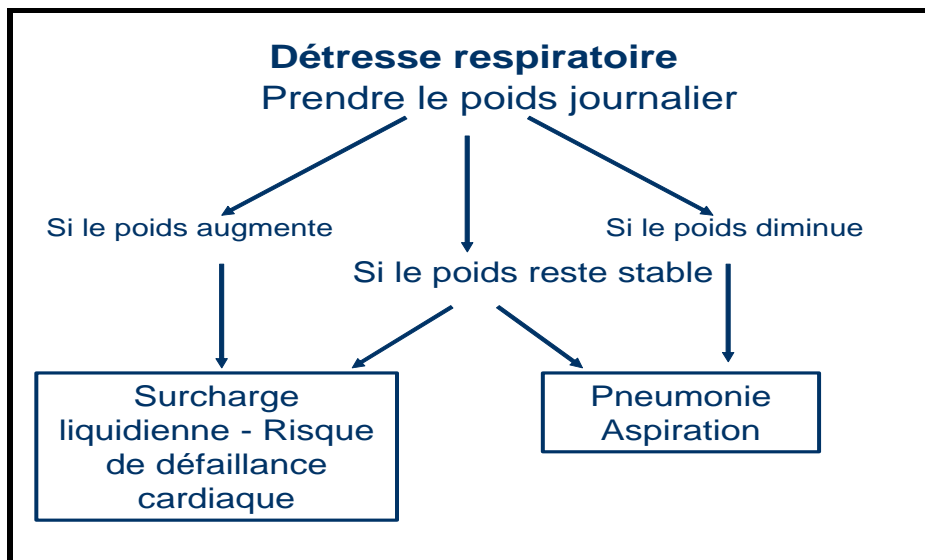 Détresse respiratoire
Prendre le poids journalier
Si le poids augmente
Si le poids diminue
Si le poids reste stable
Surcharge
liquidienne - Risque
de défaillance
cardiaque
Pneumonie
Aspiration